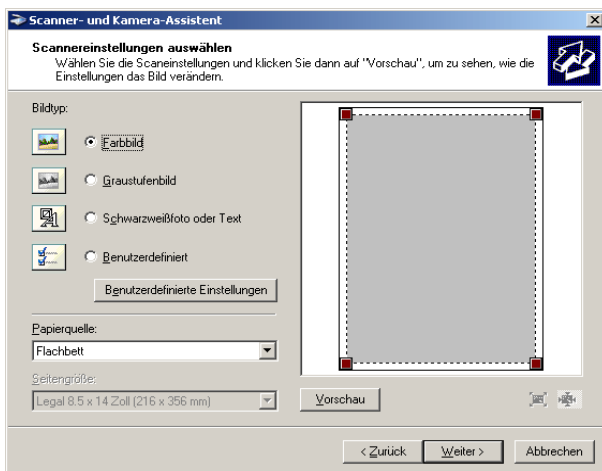 Scanner- und Kamera-Assistent
Scannereinstellungen auswählen
Wählen Sie die Scaneinstellungen und klicken Sie dann auf "Vorschau", um zu sehen, wie die
Einstellungen das Bild verändern.
Bildtyp:
Farbbild
Graustufenbild
Schwarzweißfoto oder Text
Benutzerdefiniert
Benutzerdefinierte Einstellungen
Papierquelle:
Flachbett
Seitengröße:
Legal 8.5 x 14 Zoll (216 x 356 mm)
Vorschau
< Zurück
Weiter >
Abbrechen